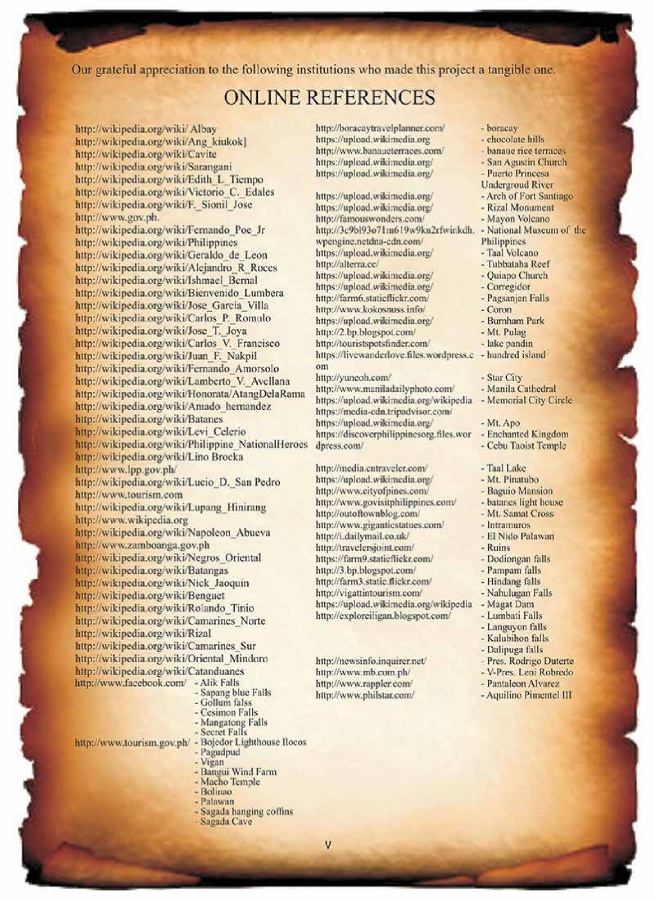 Our grateful appreciation to the following institutions who made this project a tangible one.
ONLINE REFERENCES
http://wikipedia.org/wiki/ Albay
http://wikipedia.org/wiki/Ang_kiukok]
http://wikipedia.org/wiki/Cavite
http://wikipedia.org/wiki/Sarangani
http://wikipedia.org/wiki/Edith_L_Tiempo
http://wikipedia.org/wiki/Victorio_C._Edales
http://wikipedia.org/wiki/F._Sionil_Jose
http://www.gov.ph.
http://wikipedia.org/wiki/Fernando_Poe_Jr
http://wikipedia.org/wiki/Philippines
http://wikipedia.org/wiki/Geraldo_de_Leon
http://wikipedia.org/wiki/Alejandro_R_Roces
http://wikipedia.org/wiki/Ishmael_Bernal
http://wikipedia.org/wiki/Bienvenido_Lumbera
http://wikipedia.org/wiki/Jose_Garcia_Villa
http://wikipedia.org/wiki/Carlos_P._Romulo
http://wikipedia.org/wiki/Jose_T._Joya
http://wikipedia.org/wiki/Carlos_V._Francisco
http://wikipedia.org/wiki/Juan_F._Nakpil
http://wikipedia.org/wiki/Fernando_Amorsolo
http://wikipedia.org/wiki/Lamberto_V._Avellana
http://wikipedia.org/wiki/Honorata/AtangDelaRama
http://wikipedia.org/wiki/Amado_hernandez
http://wikipedia.org/wiki/Batanes
http://wikipedia.org/wiki/Levi_Celerio
http://wikipedia.org/wiki/Philippine_NationalHeroes
http://wikipedia.org/wiki/Lino Brocka
http://www.lpp.gov.ph/
http://wikipedia.org/wiki/Lucio_D._San Pedro
http://www.tourism.com
http://wikipedia.org/wiki/Lupang_Hinirang
http://www.wikipedia.org
http://wikipedia.org/wiki/Napoleon_Abueva
http://www.zamboanga.gov.ph
http://wikipedia.org/wiki/Negros_Oriental
http://wikipedia.org/wiki/Batangas
http://wikipedia.org/wiki/Nick_Jaoquin
http://wikipedia.org/wiki/Benguet
http://wikipedia.org/wiki/Rolando_Tinio
http://wikipedia.org/wiki/Camarines_Norte
http://wikipedia.org/wiki/Rizal
http://wikipedia.org/wiki/Camarines_Sur
http://wikipedia.org/wiki/Oriental_Mindoro
http://wikipedia.org/wiki/Catanduanes
http://www.facebook.com/ - Alik Falls
- Sapang blue Falls
- Gollum falss
- Cesimon Falls
- Mangatong Falls
- Secret Falls
http://www.tourism.gov.ph/ - Bojedor Lighthouse Ilocos
- Pagudpud
- Vigan
- Bangui Wind Farm
- Macho Temple
- Bolinao
- Palawan
- Sagada hanging coffins
- Sagada Cave
http://boracaytravelplanner.com/ - boracay
https://upload.wikimedia.org - chocolate hills
http://www.banaueterraces.com/ - banaue rice terraces
https://upload.wikimedia.org/ - San Agustin Church
https://upload.wikimedia.org/ - Puerto Princesa
Undergroud River
https://upload.wikimedia.org/ - Arch of Fort Santiago
https://upload.wikimedia.org/ - Rizal Monument
http://famouswonders.com/ - Mayon Volcano
http://3c9bl93o71m619w9kn2rfwinkdh. - National Museum of the
wpengine.netdna-cdn.com/ Philippines
https://upload.wikimedia.org/ - Taal Volcano
http://alterra.cc/ - Tubbataha Reef
https://upload.wikimedia.org/ - Quiapo Church
https://upload.wikimedia.org/ - Corregidor
http://farm6.staticflickr.com/ - Pagsanjan Falls
http://www.kokosnuss.info/ - Coron
https://upload.wikimedia.org/ - Burnham Park
http://2.bp.blogspot.com/ - Mt. Pulag
http://touristspotsfinder.com/ - lake pandin
https://livewanderlove.files.wordpress.c - hundred island
om
http://yuneoh.com/ - Star City
http://www.maniladailyphoto.com/ - Manila Cathedral
https://upload.wikimedia.org/wikipedia - Memorial City Circle
https://media-cdn.tripadvisor.com/
https://upload.wikimedia.org/ - Mt. Apo
https://discoverphilippinesorg.files.wor - Enchanted Kingdom
dpress.com/ - Cebu Taoist Temple
http://media.cntraveler.com/ - Taal Lake
https://upload.wikimedia.org/ - Mt. Pinatubo
http://www.cityofpines.com/ - Baguio Mansion
http://www.govisitphilippines.com/ - batanes light house
http://outoftownblog.com/ - Mt. Samat Cross
http://www.giganticstatues.com/ - Intramuros
http://i.dailymail.co.uk/ - El Nido Palawan
http://travelersjoint.com/ - Ruins
https://farm9.staticflickr.com/ - Dodiongan falls
http://3.bp.blogspot.com/ - Pampam falls
http://farm3.static.flickr.com/ - Hindang falls
http://vigattintourism.com/ - Nahulugan Falls
https://upload.wikimedia.org/wikipedia - Magat Dam
http://exploreiligan.blogspot.com/ - Lumbati Falls
- Languyon falls
- Kalubihon falls
- Dalipuga falls
http://newsinfo.inquirer.net/ - Pres. Rodrigo Duterte
http://www.mb.com.ph/ - V-Pres. Leni Robredo
http://www.rappler.com/ - Pantaleon Alvarez
http://www.philstar.com/ - Aquilino Pimentel III
V